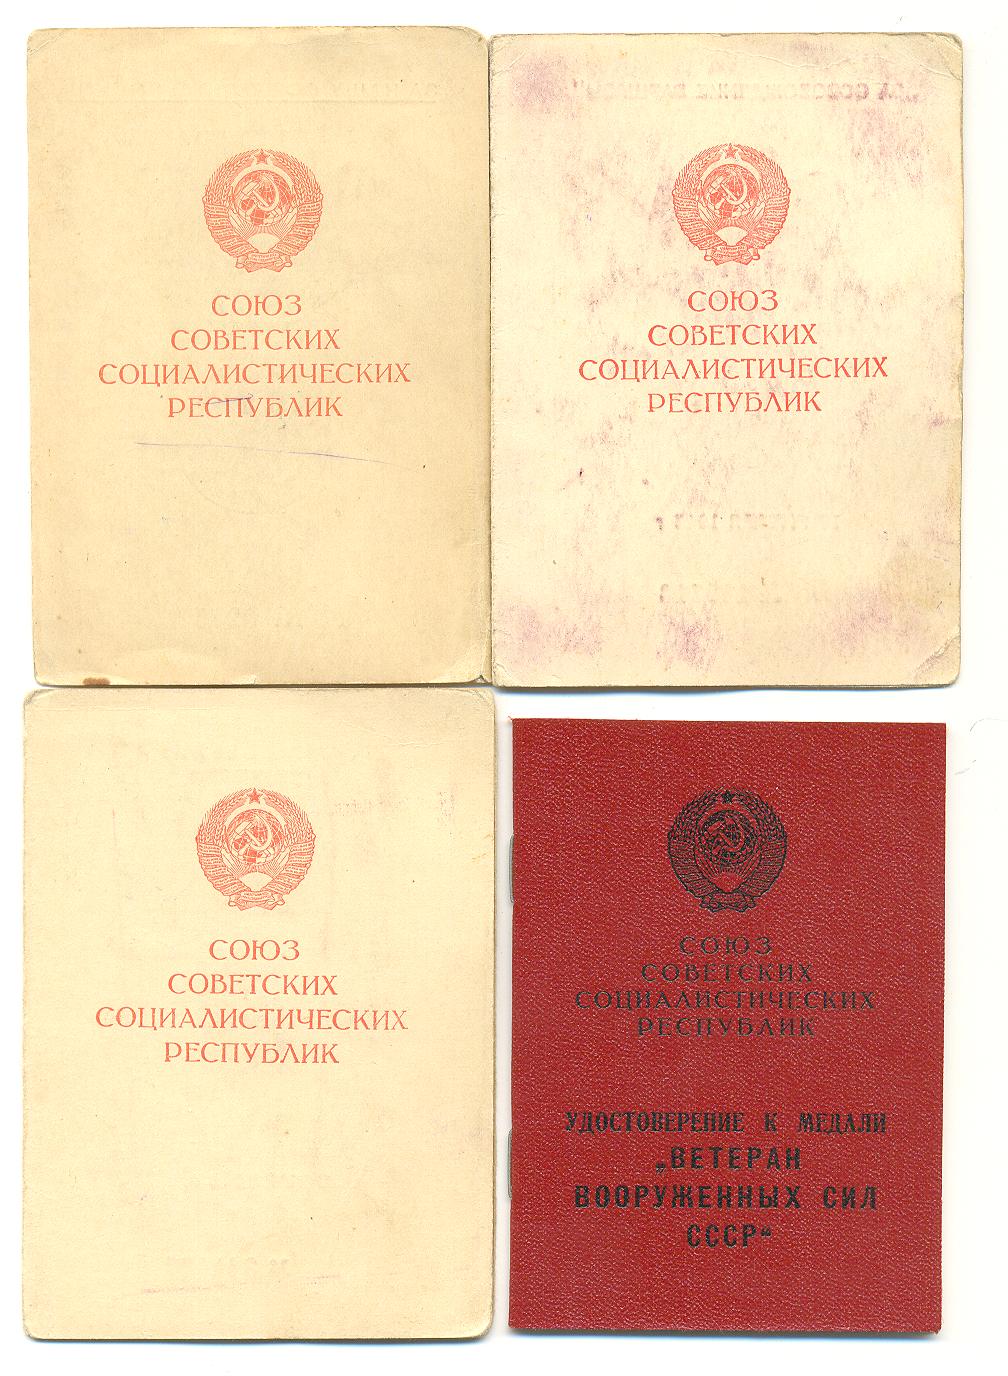 СОЮЗ
СОВЕТСКИХ
СОЦИАЛИСТИЧЕСКИХ
РЕСПУБЛИК
СОЮЗ
СОВЕТСКИХ
СОЦИАЛИСТИЧЕСКИХ
РЕСПУБЛИК
СОЮЗ
СОВЕТСКИХ
СОЦИАЛИСТИЧЕСКИХ
РЕСПУБЛИК
СОЮЗ
СОВЕТСКИХ
СОЦИАЛИСТИЧЕСКИХ
РЕСПУБЛИК
УДОСТОВЕРЕНИЕ К МЕДАЛИ
„ВЕТЕРАН
ВООРУЖЕННЫХ СИЛ
СССР“